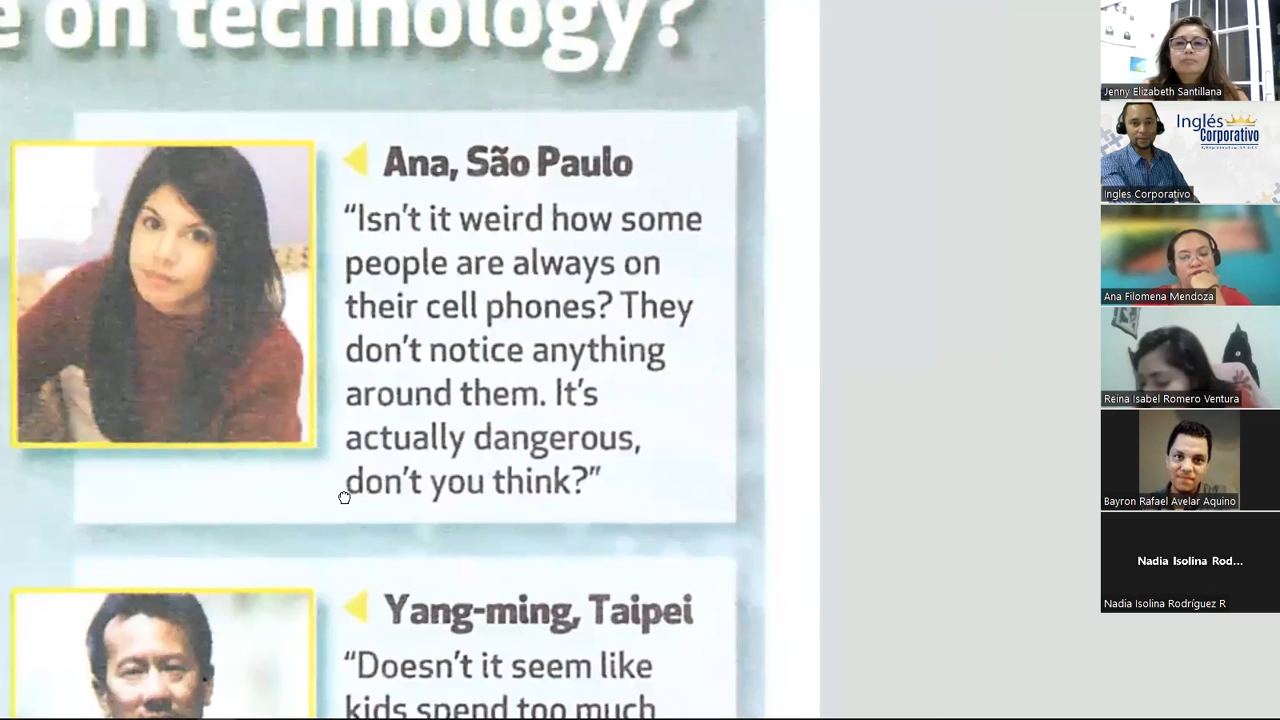 e on technology?
Ana, São Paulo
“Isn’t it weird how some
people are always on
their cell phones? They
don’t notice anything
around them. It’s
actually dangerous,
don’t you think?”
Yang-ming, Taipei
“Doesn’t it seem like
kids spend too much
Jenny Elizabeth Santillana
Inglés
Corporativo
Ingles Corporativo
Ana Filomena Mendoza
Reina Isabel Romero Ventura
Bayron Rafael Avelar Aquino
Nadia Isolina Rod...
Nadia Isolina Rodríguez R